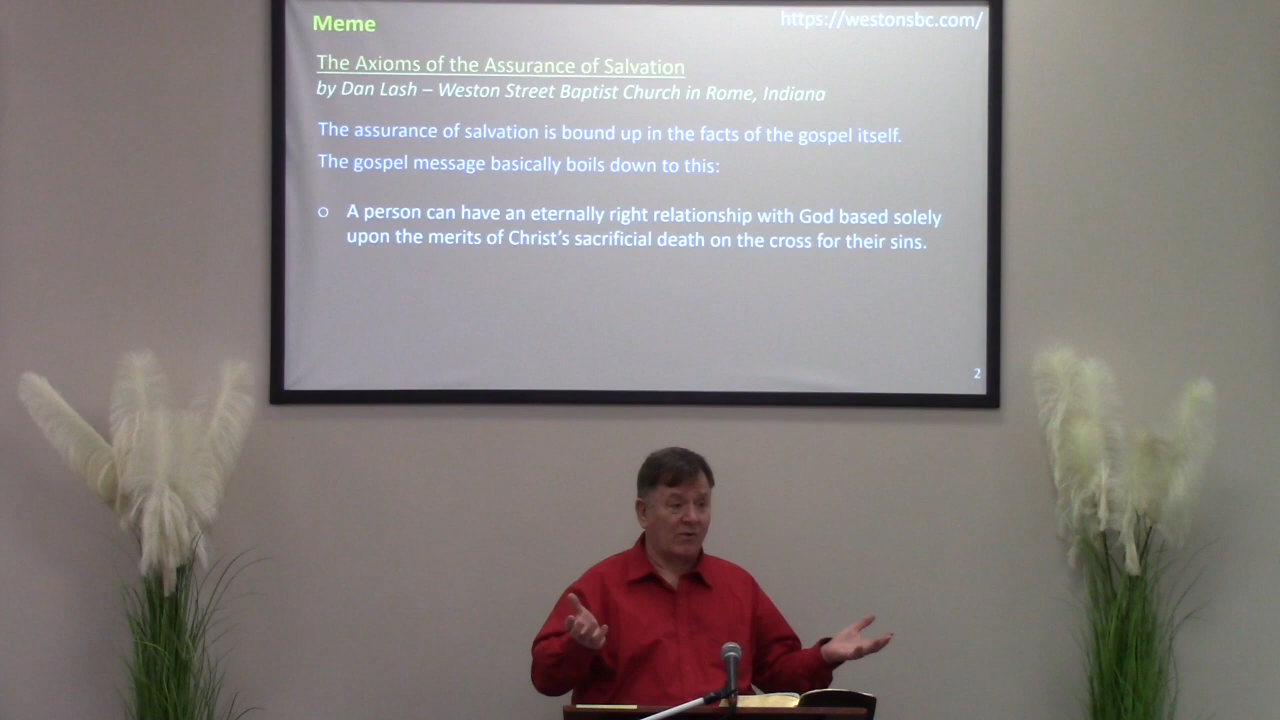 Meme
https://westonsbc.com/
The Axioms of the Assurance of Salvation
by Dan Lash – Weston Street Baptist Church in Rome, Indiana
The assurance of salvation is bound up in the facts of the gospel itself.
The gospel message basically boils down to this:
○ A person can have an eternally right relationship with God based solely
upon the merits of Christ's sacrificial death on the cross for their sins.
2